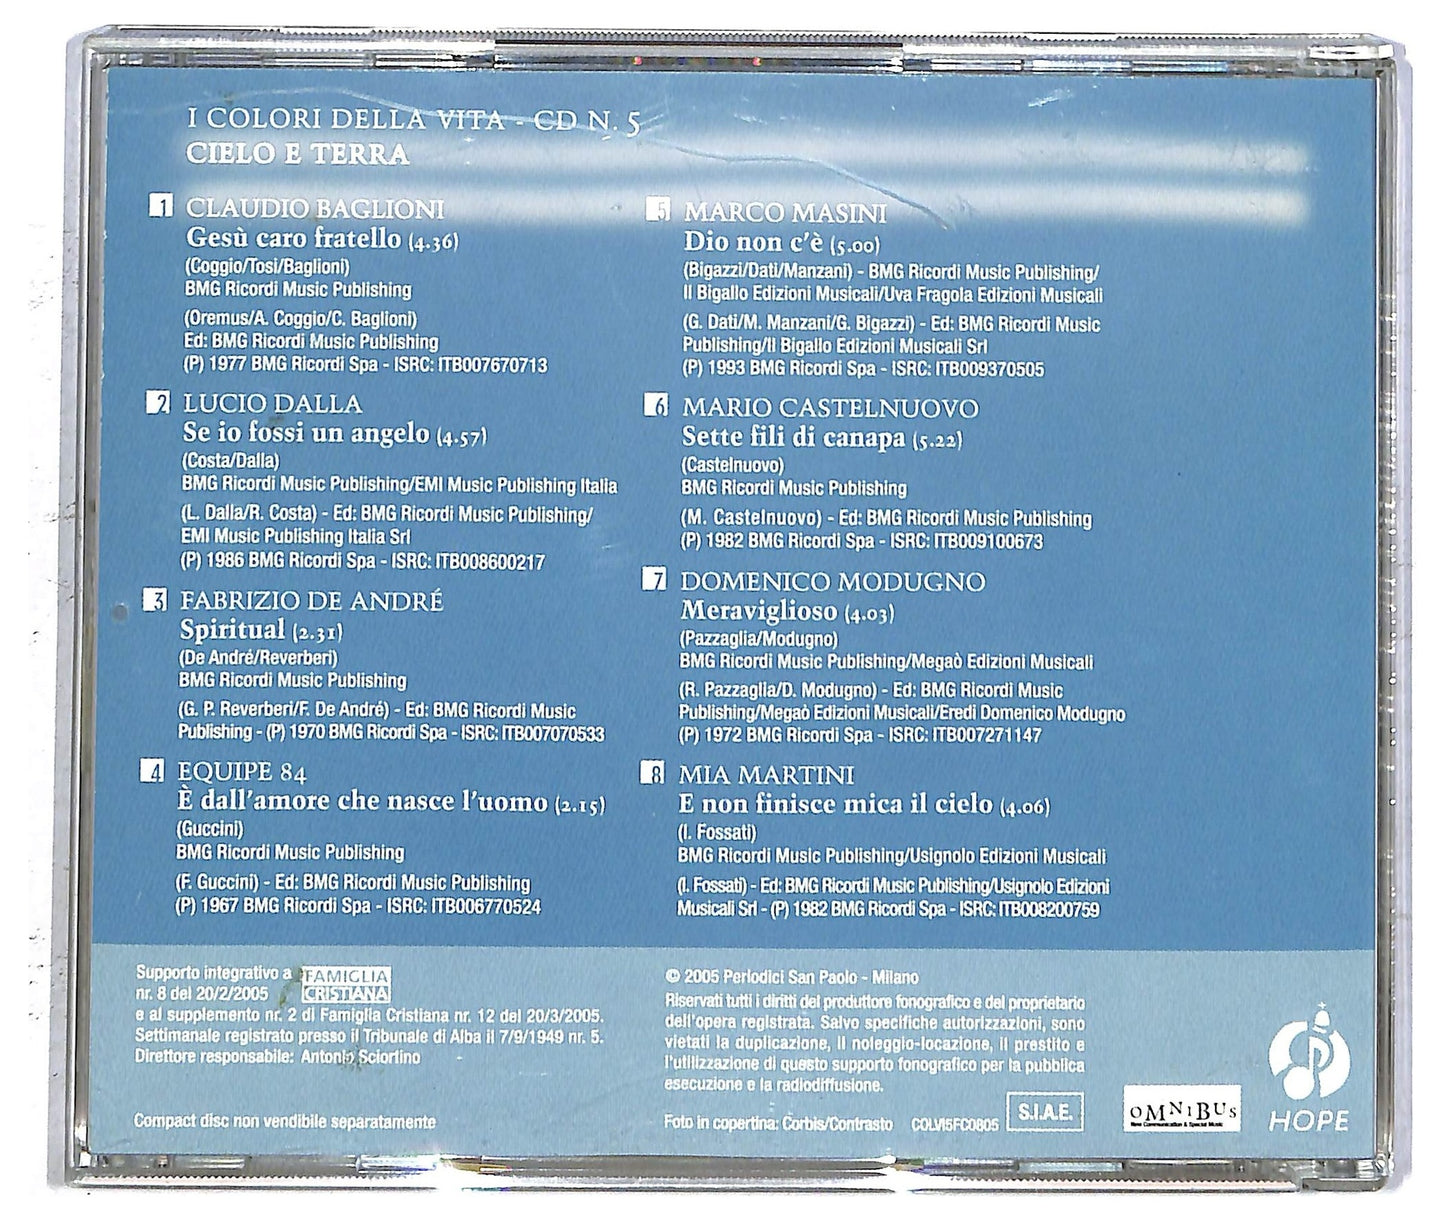 I COLORI DELLA VITA - CD N. 5
CIELO E TERRA
1 CLAUDIO BAGLIONI
Gesù caro fratello (4.36)
(Coggio/Tosi/Baglioni)
BMG Ricordi Music Publishing
(Oremus/A. Coggio/C. Baglioni)
Ed: BMG Ricordi Music Publishing
(P) 1977 BMG Ricordi Spa - ISRC: ITB007670713
2 LUCIO DALLA
Se io fossi un angelo (4.57)
(Costa/Dalla)
BMG Ricordi Music Publishing/EMI Music Publishing Italia
(L. Dalla/R. Costa) - Ed: BMG Ricordi Music Publishing/
EMI Music Publishing Italia Srl
(P) 1986 BMG Ricordi Spa - ISRC: ITB008600217
3 FABRIZIO DE ANDRÉ
Spiritual (2.31)
(De André/Reverberi)
BMG Ricordi Music Publishing
(G. P. Reverberi/F. De André) - Ed: BMG Ricordi Music
Publishing - (P) 1970 BMG Ricordi Spa - ISRC: ITB007070533
4 EQUIPE 84
È dall'amore che nasce l'uomo (2.15)
(Guccini)
BMG Ricordi Music Publishing
(F. Guccini) - Ed: BMG Ricordi Music Publishing
(P) 1967 BMG Ricordi Spa - ISRC: ITB006770524
5 MARCO MASINI
Dio non c'è (5.00)
(Bigazzi/Dati/Manzani) - BMG Ricordi Music Publishing/
Il Bigallo Edizioni Musicali/Uva Fragola Edizioni Musicali
(G. Dati/M. Manzani/G. Bigazzi) - Ed: BMG Ricordi Music
Publishing/Il Bigallo Edizioni Musicali Srl
(P) 1993 BMG Ricordi Spa - ISRC: ITB009370505
6 MARIO CASTELNUOVO
Sette fili di canapa (5.22)
(Castelnuovo)
BMG Ricordi Music Publishing
(M. Castelnuovo) - Ed: BMG Ricordi Music Publishing
(P) 1982 BMG Ricordi Spa - ISRC: ITB009100673
7 DOMENICO MODUGNO
Meraviglioso (4.03)
(Pazzaglia/Modugno)
BMG Ricordi Music Publishing/Megaò Edizioni Musicali
(R. Pazzaglia/D. Modugno) - Ed: BMG Ricordi Music
Publishing/Megaò Edizioni Musicali/Eredi Domenico Modugno
(P) 1972 BMG Ricordi Spa - ISRC: ITB007271147
8 MIA MARTINI
E non finisce mica il cielo (4.06)
(I. Fossati)
BMG Ricordi Music Publishing/Usignolo Edizioni Musicali
(I. Fossati) - Ed: BMG Ricordi Music Publishing/Usignolo Edizioni
Musicali Srl - (P) 1982 BMG Ricordi Spa - ISRC: ITB008200759
Supporto integrativo a FAMIGLIA
nr. 8 del 20/2/2005 CRISTIANA
e al supplemento nr. 2 di Famiglia Cristiana nr. 12 del 20/3/2005.
Settimanale registrato presso il Tribunale di Alba il 7/9/1949 nr. 5.
Direttore responsabile: Antonio Sciortino
Compact disc non vendibile separatamente
© 2005 Periodici San Paolo - Milano
Riservati tutti i diritti del produttore fonografico e del proprietario
dell'opera registrata. Salvo specifiche autorizzazioni, sono
vietati la duplicazione, il noleggio-locazione, il prestito e
l'utilizzazione di questo supporto fonografico per la pubblica
esecuzione e la radiodiffusione.
Foto in copertina: Corbis/Contrasto COLVI5FC0805
S.I.A.E.
OMNIBUS
New Communication & Special Music
HOPE